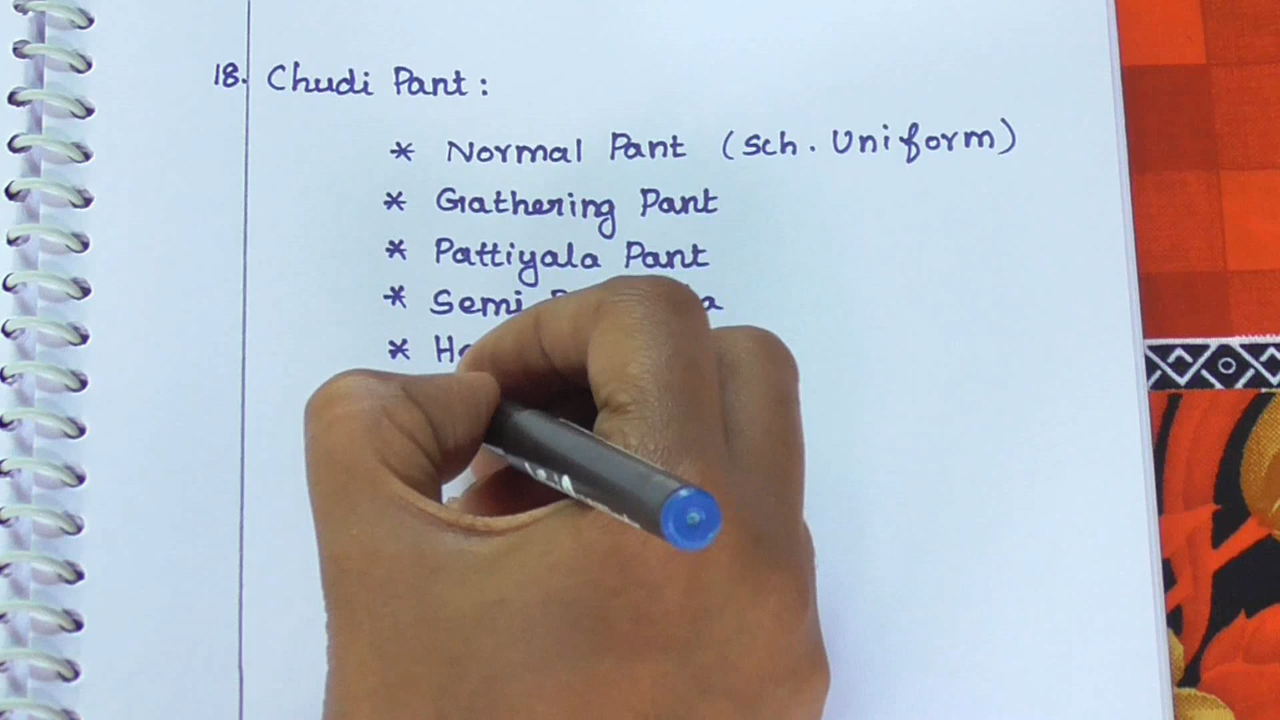 18. Chudi Pant :
* Normal Pant (Sch. Uniform)
* Gathering Pant
* Pattiyala Pant
* Semi
*